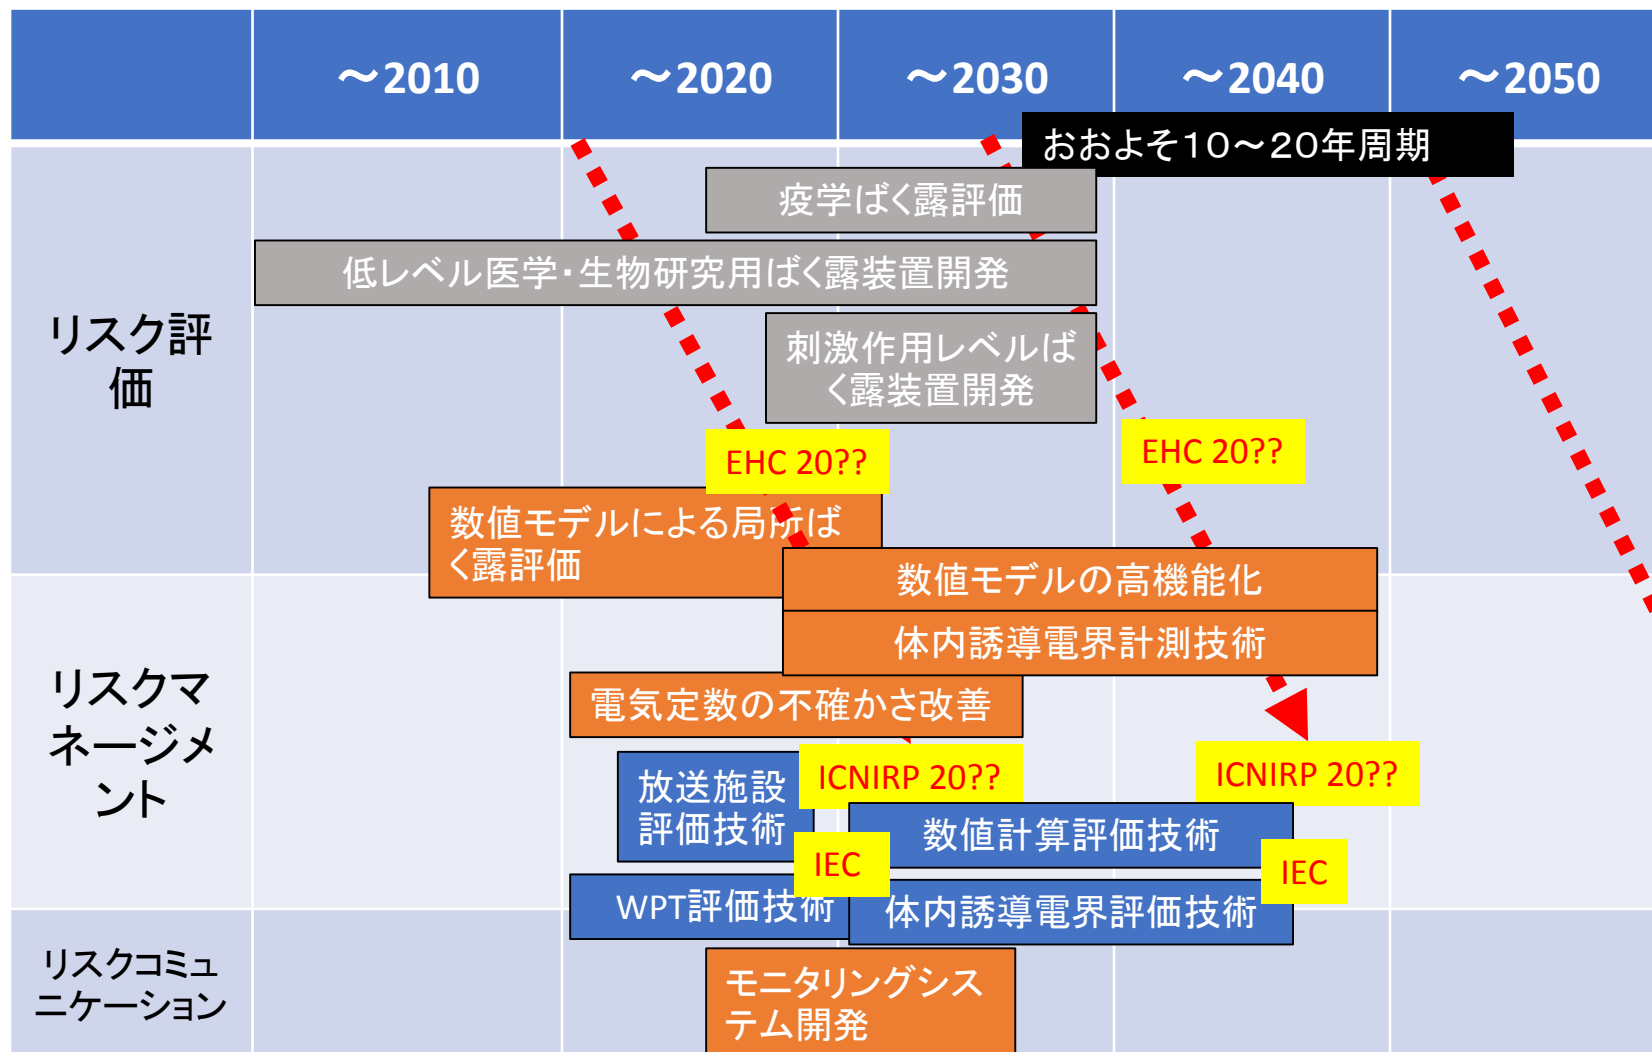 ～2010
～2020
～2030
～2040
～2050
おおよそ１０～２０年周期
リスク評
価
疫学ばく露評価
低レベル医学・生物研究用ばく露装置開発
刺激作用レベルば
く露装置開発
EHC 20??
EHC 20??
数値モデルによる局所ば
く露評価
数値モデルの高機能化
リスクマ
ネージメ
ント
体内誘導電界計測技術
電気定数の不確かさ改善
放送施設
評価技術
ICNIRP 20??
ICNIRP 20??
数値計算評価技術
IEC
IEC
WPT評価技術
体内誘導電界評価技術
リスクコミュ
ニケーション
モニタリングシス
テム開発